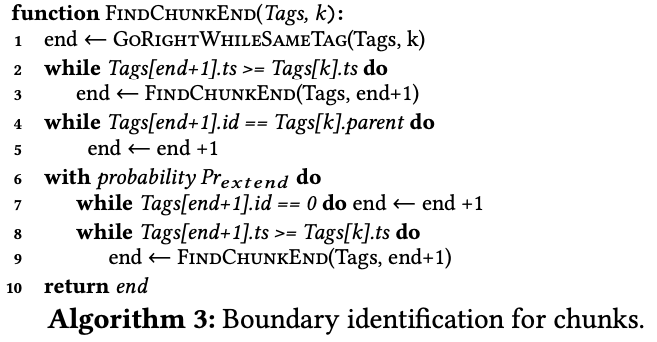 function FINDCHUNKEND(Tags, k):
1 end ← GORIGHTWHILESAMETAG(Tags, k)
2 while Tags[end+1].ts >= Tags[k].ts do
3 end ← FINDCHUNKEND(Tags, end+1)
4 while Tags[end+1].id == Tags[k].parent do
5 end ← end +1
6 with probability Pr_extend do
7 while Tags[end+1].id == 0 do end ← end +1
8 while Tags[end+1].ts >= Tags[k].ts do
9 end ← FINDCHUNKEND(Tags, end+1)
10 return end
Algorithm 3: Boundary identification for chunks.